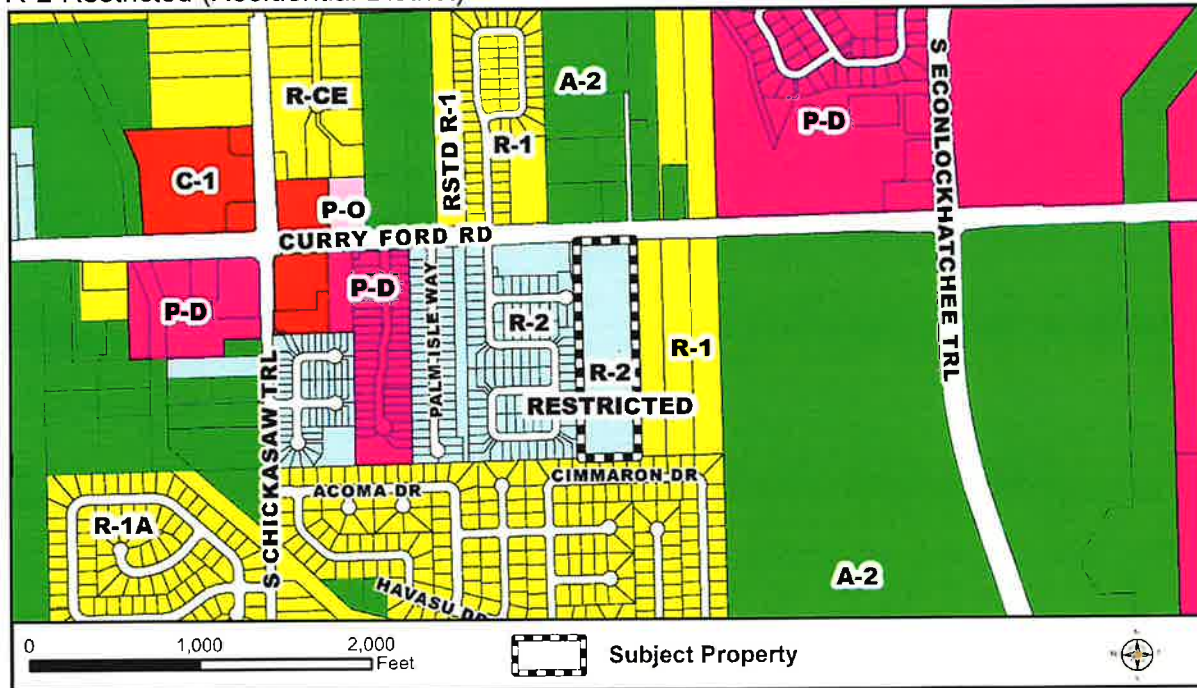 R-2 Restricted (Residential District)
R-CE
A-2
P-D
C-1
RSTD R-1
R-1
S ECONLOCKHATCHEE TRL
P-O
CURRY FORD RD
P-D
P-D
PALM ISLE WAY
R-2
R-1
R-2
RESTRICTED
S CHICKASAW TRL
CIMMARON DR
ACOMA DR
R-1A
A-2
HAVASU DR
0 1,000 2,000
Feet
Subject Property